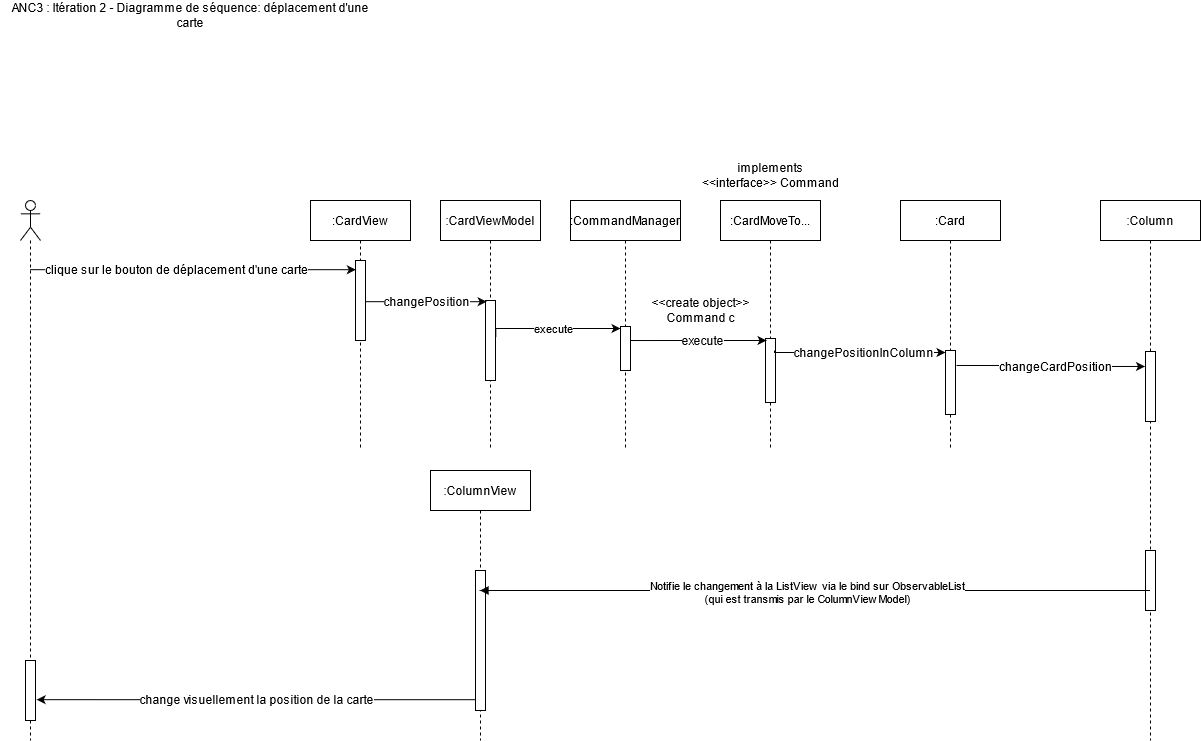 ANC3 : Itération 2 - Diagramme de séquence: déplacement d'une
carte
implements
<<interface>> Command
:CardView
:CardViewModel
:CommandManager
:CardMoveTo...
:Card
:Column
clique sur le bouton de déplacement d'une carte
changePosition
<<create object>>
Command c
execute
execute
changePositionInColumn
changeCardPosition
:ColumnView
Notifie le changement à la ListView via le bind sur ObservableList
(qui est transmis par le ColumnViewModel)
change visuellement la position de la carte